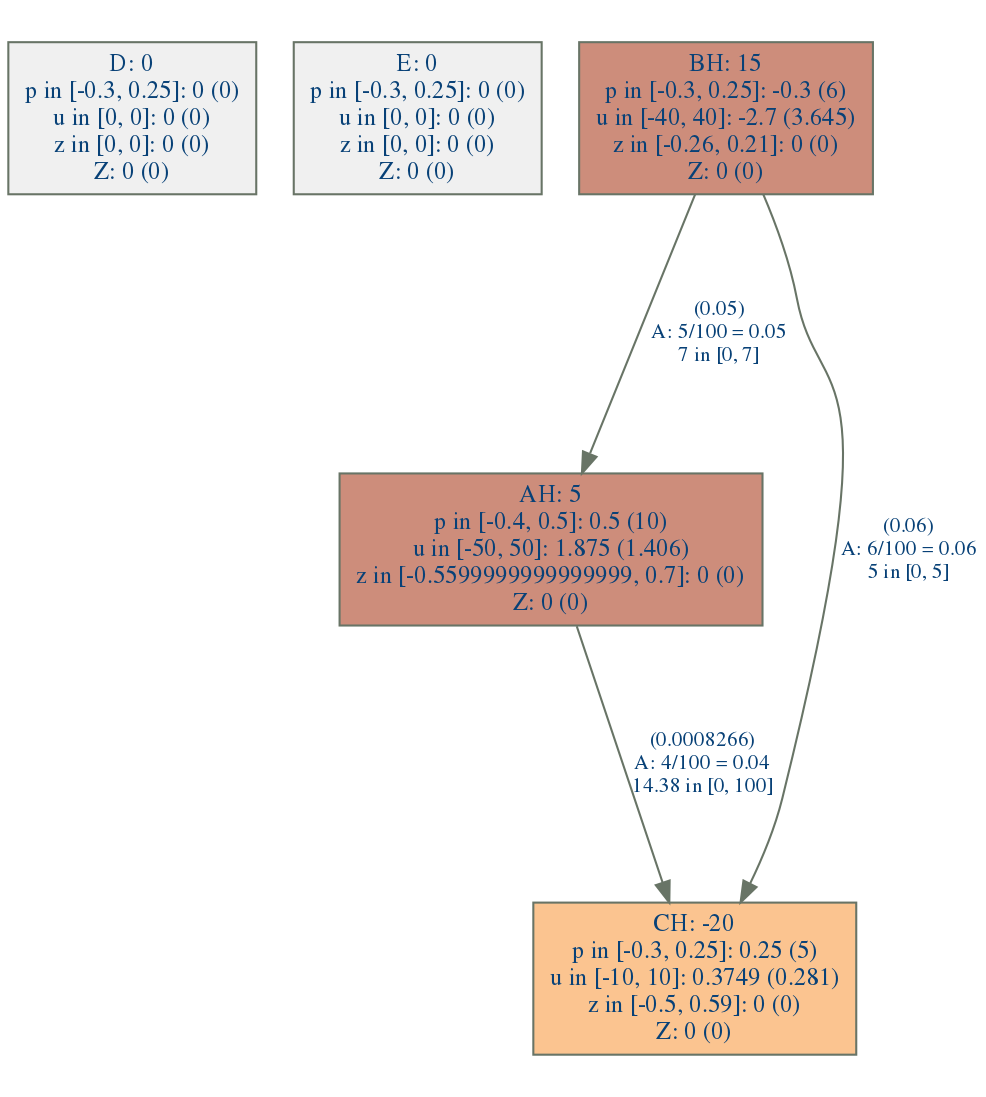 D: 0
p in [-0.3, 0.25]: 0 (0)
u in [0, 0]: 0 (0)
z in [0, 0]: 0 (0)
Z: 0 (0)
E: 0
p in [-0.3, 0.25]: 0 (0)
u in [0, 0]: 0 (0)
z in [0, 0]: 0 (0)
Z: 0 (0)
BH: 15
p in [-0.3, 0.25]: -0.3 (6)
u in [-40, 40]: -2.7 (3.645)
z in [-0.26, 0.21]: 0 (0)
Z: 0 (0)
(0.05)
A: 5/100 = 0.05
7 in [0, 7]
AH: 5
p in [-0.4, 0.5]: 0.5 (10)
u in [-50, 50]: 1.875 (1.406)
z in [-0.5599999999999999, 0.7]: 0 (0)
Z: 0 (0)
(0.06)
A: 6/100 = 0.06
5 in [0, 5]
(0.0008266)
A: 4/100 = 0.04
14.38 in [0, 100]
CH: -20
p in [-0.3, 0.25]: 0.25 (5)
u in [-10, 10]: 0.3749 (0.281)
z in [-0.5, 0.59]: 0 (0)
Z: 0 (0)